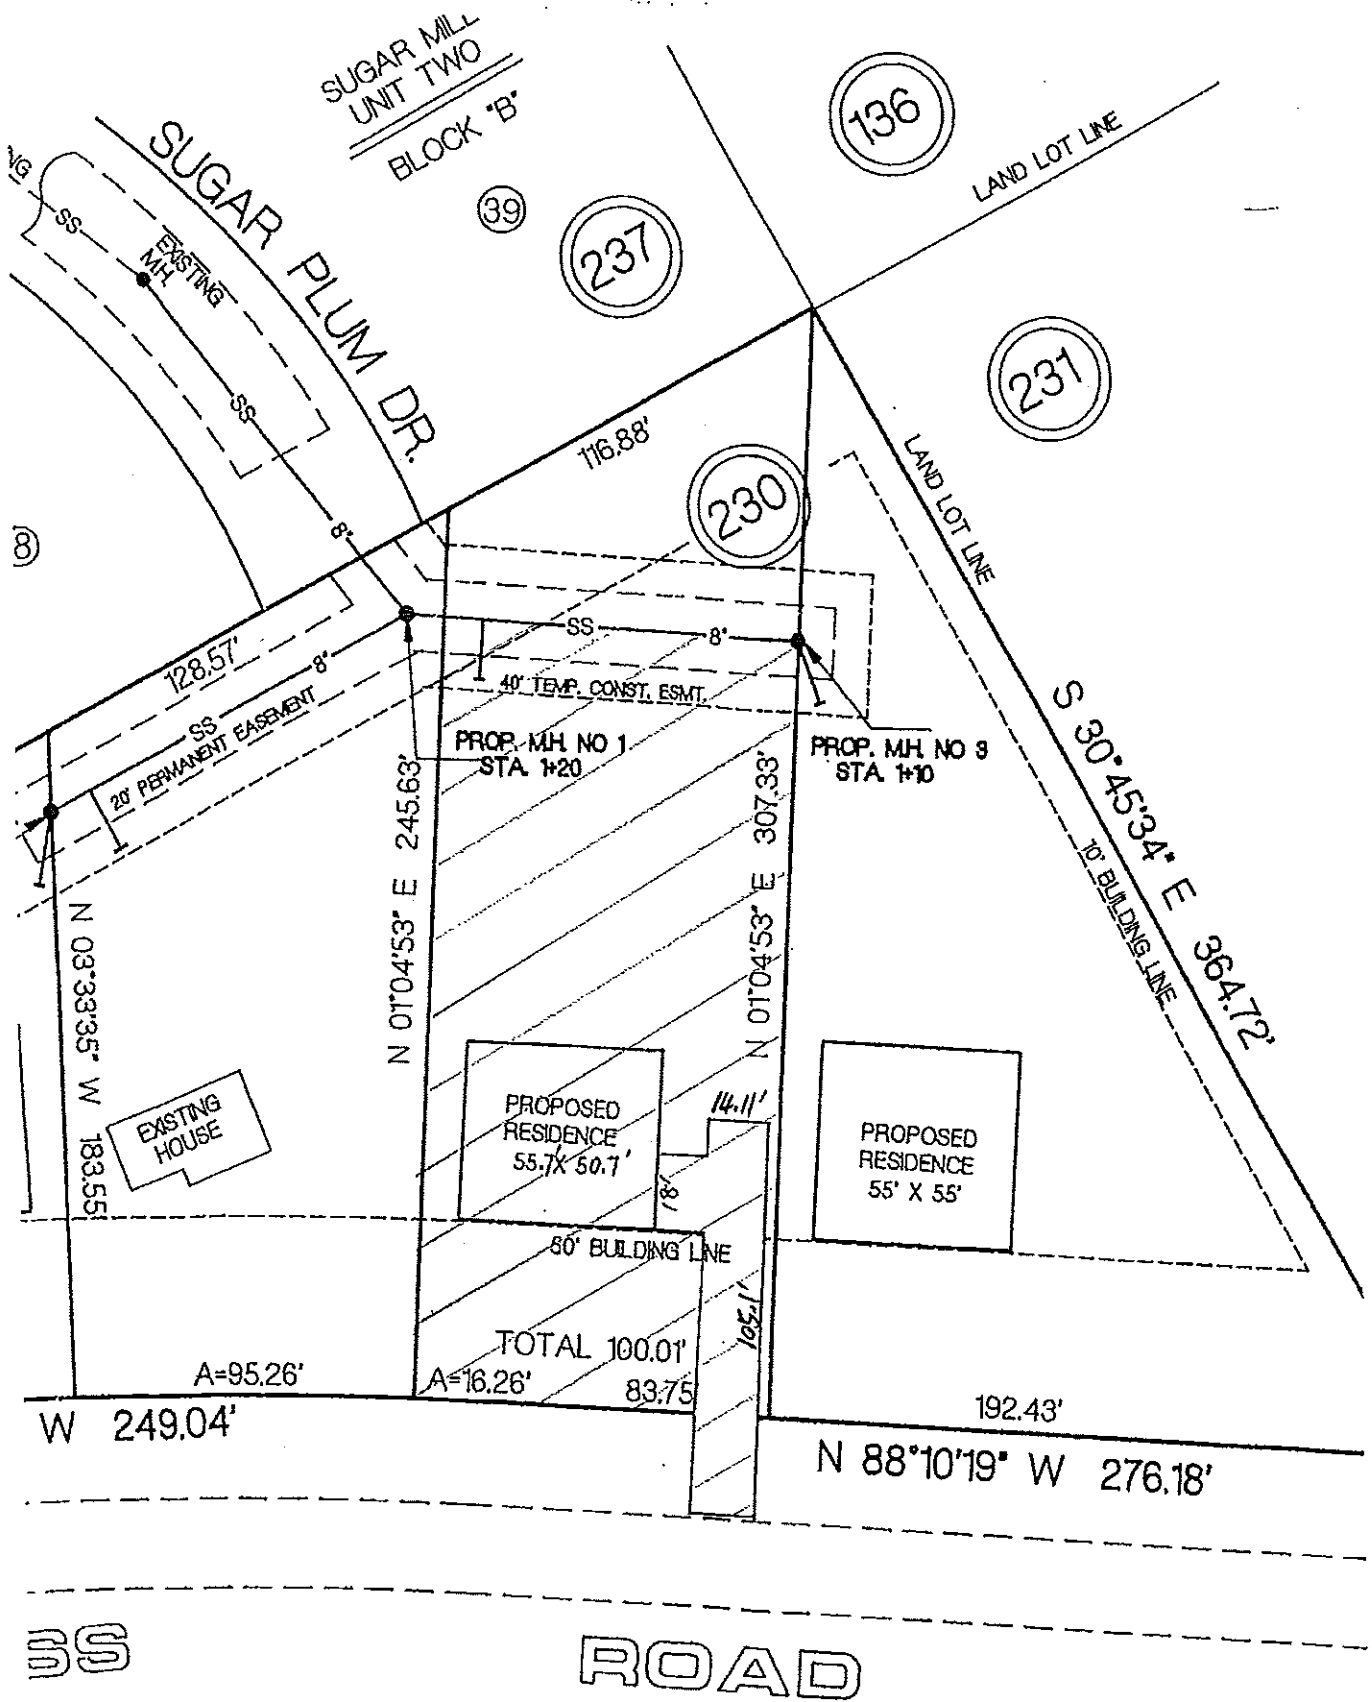 SUGAR MILL
UNIT TWO
BLOCK "B"
136
LAND LOT LINE
SUGAR PLUM DR.
NG
SS
EXISTING
MH.
39
237
231
SS
116.88'
LAND LOT LINE
230
8"
8
128.57'
8"
SS
20' PERMANENT EASEMENT
SS
8"
40' TEMP. CONST. ESMT.
PROP. M.H. NO 1
STA. 1+20
PROP. M.H. NO 3
STA. 1+10
S 30°45'34" E 364.72'
10' BUILDING LINE
N 03°33'35" W 183.55'
N 01°04'53" E 245.63'
N 01°04'53" E 307.33'
EXISTING
HOUSE
PROPOSED
RESIDENCE
55.7' X 50.7'
14.11'
18'
PROPOSED
RESIDENCE
55' X 55'
BUILDING LINE
105.1'
TOTAL 100.01'
A=95.26'
A=16.26'
83.75'
192.43'
W 249.04'
N 88°10'19" W 276.18'
SS
ROAD